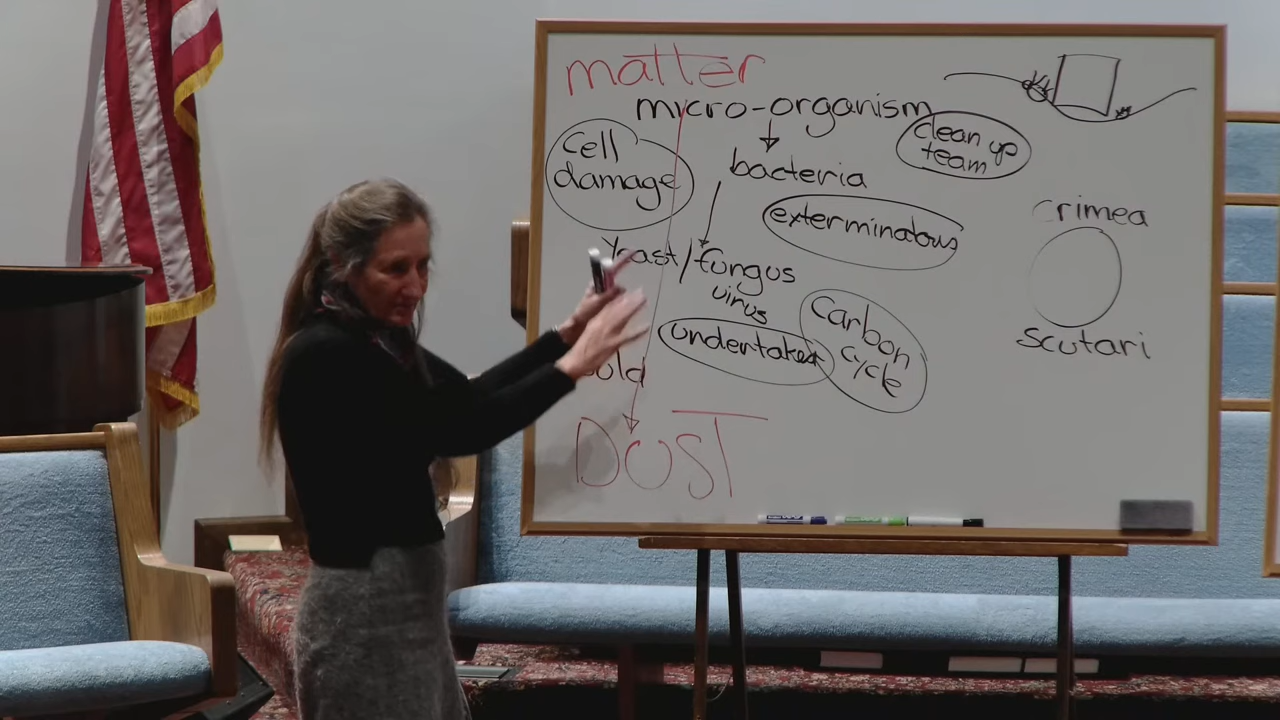 matter
micro-organism
clean up
team
cell
damage
bacteria
exterminators
yeast/fungus
virus
undertaker
Carbon
cycle
DUST
crimea
scutari